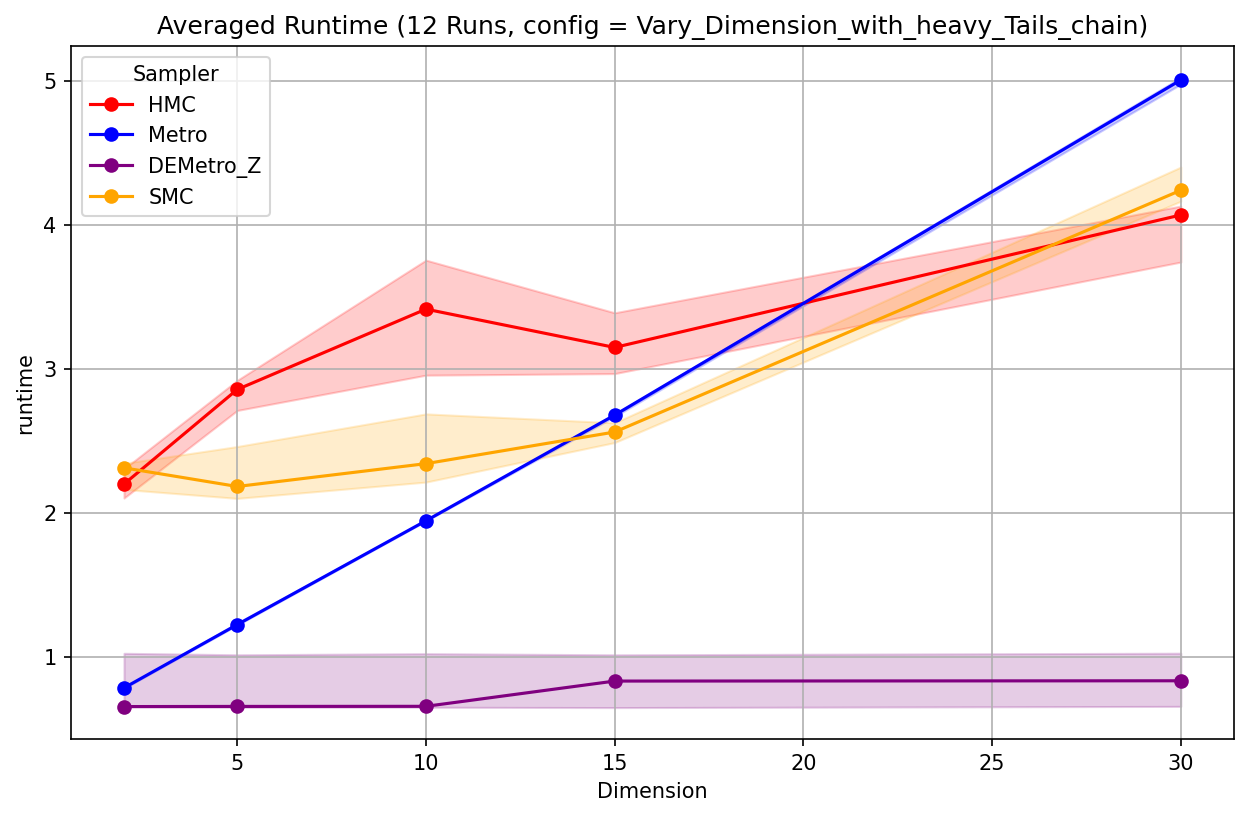 Averaged Runtime (12 Runs, config = Vary_Dimension_with_heavy_Tails_chain)
Sampler
HMC
Metro
DEMetro_Z
SMC
runtime
5
4
3
2
1
5 10 15 20 25 30
Dimension